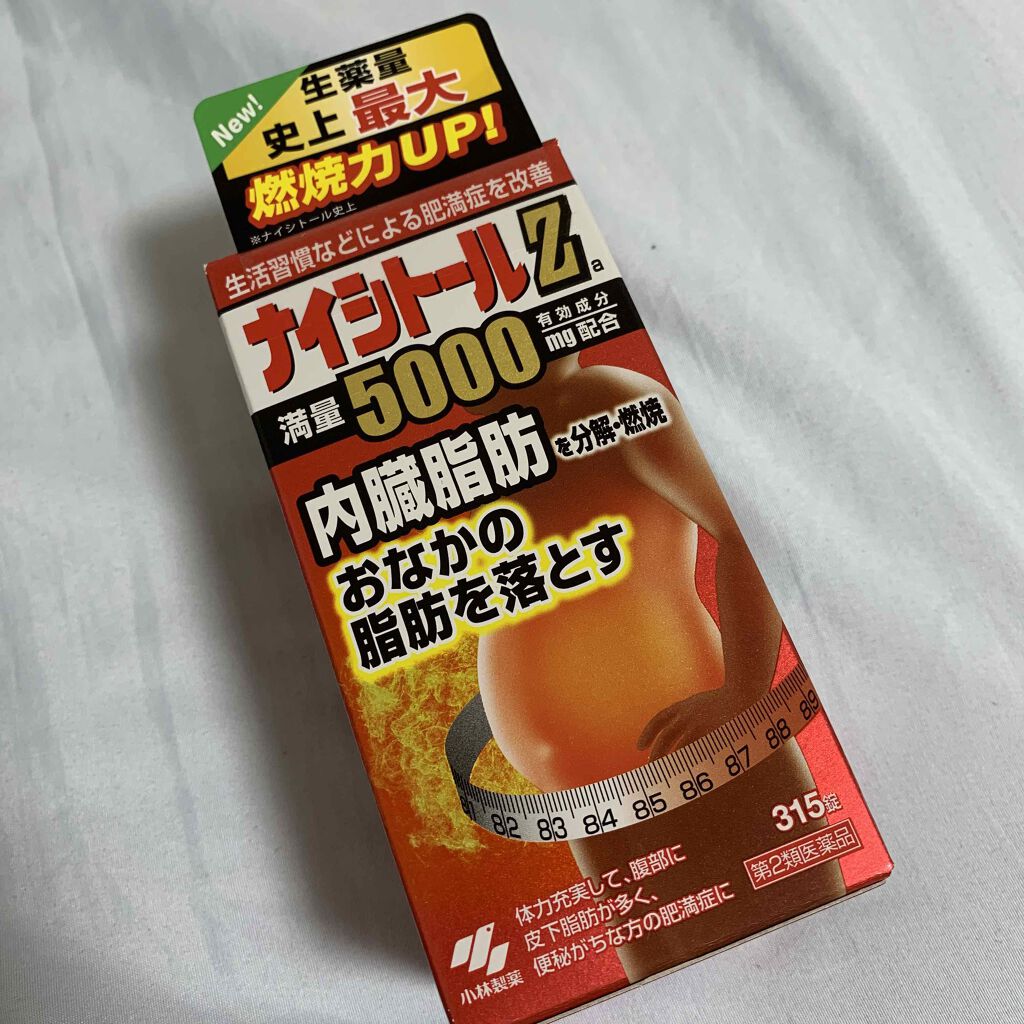 New!
生薬量
史上 最大
燃焼力UP!
※ナイシトール史上
生活習慣などによる肥満症を改善
ナイシトールZa
満量 5000 有効成分 mg配合
内臓脂肪を分解・燃焼
おなかの
脂肪を落とす
81 82 83 84 85 86 87 88 89
315錠
第2類医薬品
体力充実して、腹部に
皮下脂肪が多く、
便秘がちな方の肥満症に
小林製薬